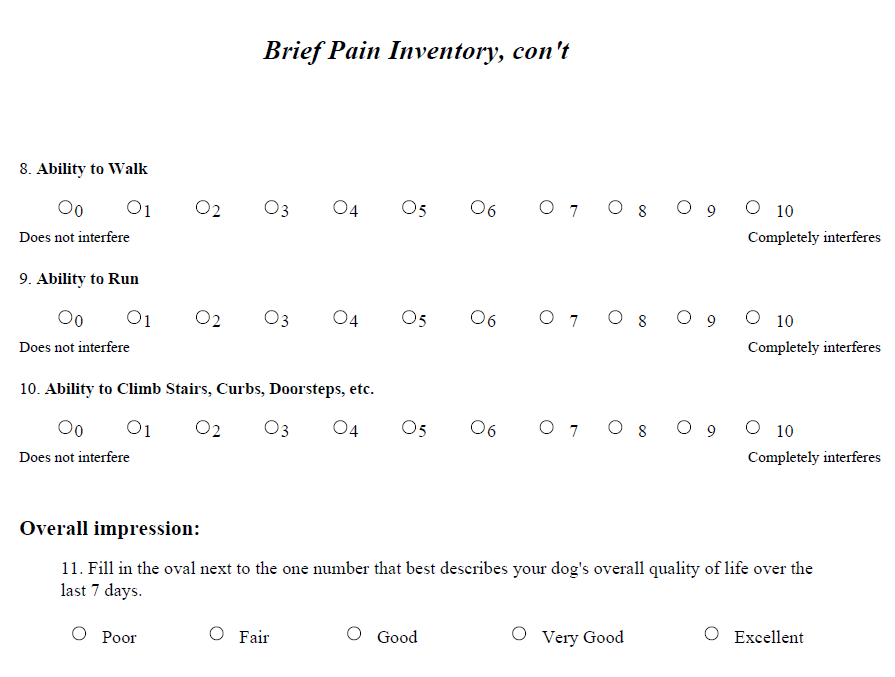 Brief Pain Inventory, con't
8. Ability to Walk
0 1 2 3 4 5 6 7 8 9 10
Does not interfere Completely interferes
9. Ability to Run
0 1 2 3 4 5 6 7 8 9 10
Does not interfere Completely interferes
10. Ability to Climb Stairs, Curbs, Doorsteps, etc.
0 1 2 3 4 5 6 7 8 9 10
Does not interfere Completely interferes
Overall impression:
11. Fill in the oval next to the one number that best describes your dog's overall quality of life over the
last 7 days.
Poor Fair Good Very Good Excellent